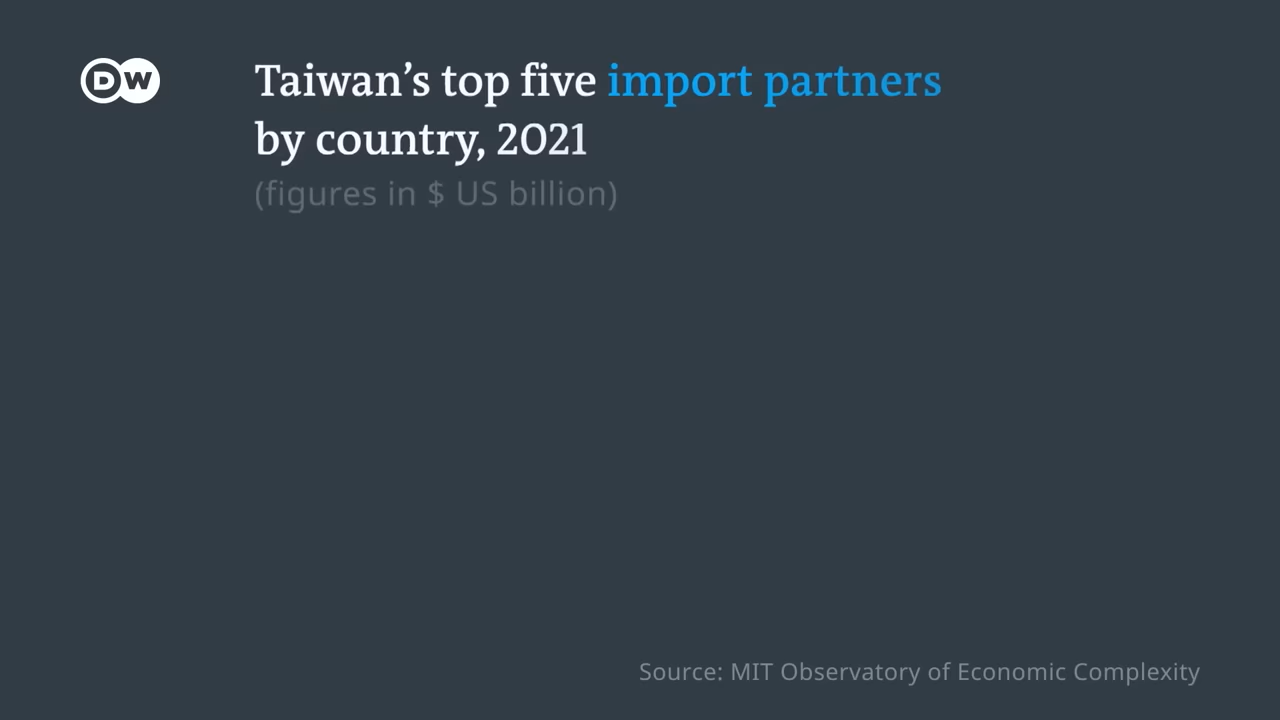 DW
Taiwan’s top five import partners
by country, 2021
(figures in $ US billion)
Source: MIT Observatory of Economic Complexity